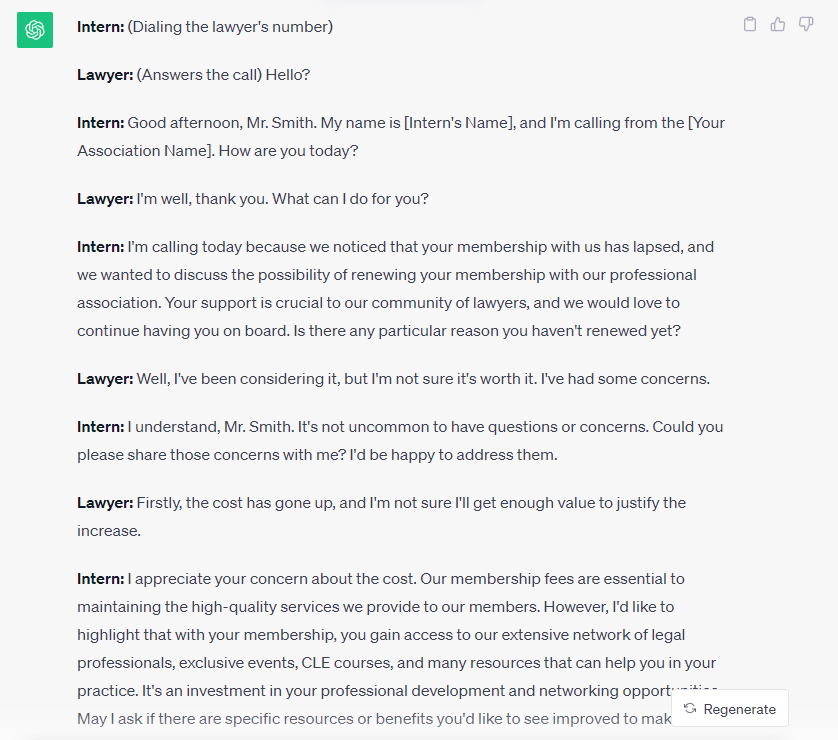 Intern: (Dialing the lawyer's number)
Lawyer: (Answers the call) Hello?
Intern: Good afternoon, Mr. Smith. My name is [Intern's Name], and I'm calling from the [Your
Association Name]. How are you today?
Lawyer: I'm well, thank you. What can I do for you?
Intern: I'm calling today because we noticed that your membership with us has lapsed, and
we wanted to discuss the possibility of renewing your membership with our professional
association. Your support is crucial to our community of lawyers, and we would love to
continue having you on board. Is there any particular reason you haven't renewed yet?
Lawyer: Well, I've been considering it, but I'm not sure it's worth it. I've had some concerns.
Intern: I understand, Mr. Smith. It's not uncommon to have questions or concerns. Could you
please share those concerns with me? I'd be happy to address them.
Lawyer: Firstly, the cost has gone up, and I'm not sure I'll get enough value to justify the
increase.
Intern: I appreciate your concern about the cost. Our membership fees are essential to
maintaining the high-quality services we provide to our members. However, I'd like to
highlight that with your membership, you gain access to our extensive network of legal
professionals, exclusive events, CLE courses, and many resources that can help you in your
practice. It's an investment in your professional development and networking
May I ask if there are specific resources or benefits you'd like to see improved to
Regenerate